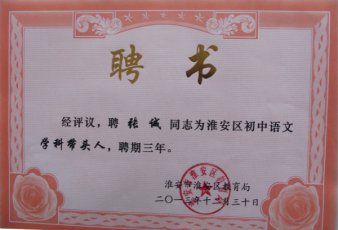 聘书
经评议，聘 张 诚 同志为淮安区初中语文
学科带头人，聘期三年。
淮安市淮安区教育局
二〇一三年十二月三十日